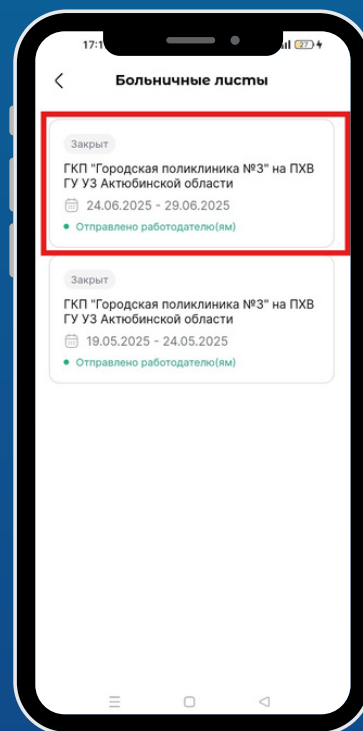 17:1
27
Больничные листы
Закрыт
ГКП "Городская поликлиника №3" на ПХВ
ГУ УЗ Актюбинской области
24.06.2025 - 29.06.2025
Отправлено работодателю(ям)
Закрыт
ГКП "Городская поликлиника №3" на ПХВ
ГУ УЗ Актюбинской области
19.05.2025 - 24.05.2025
Отправлено работодателю(ям)